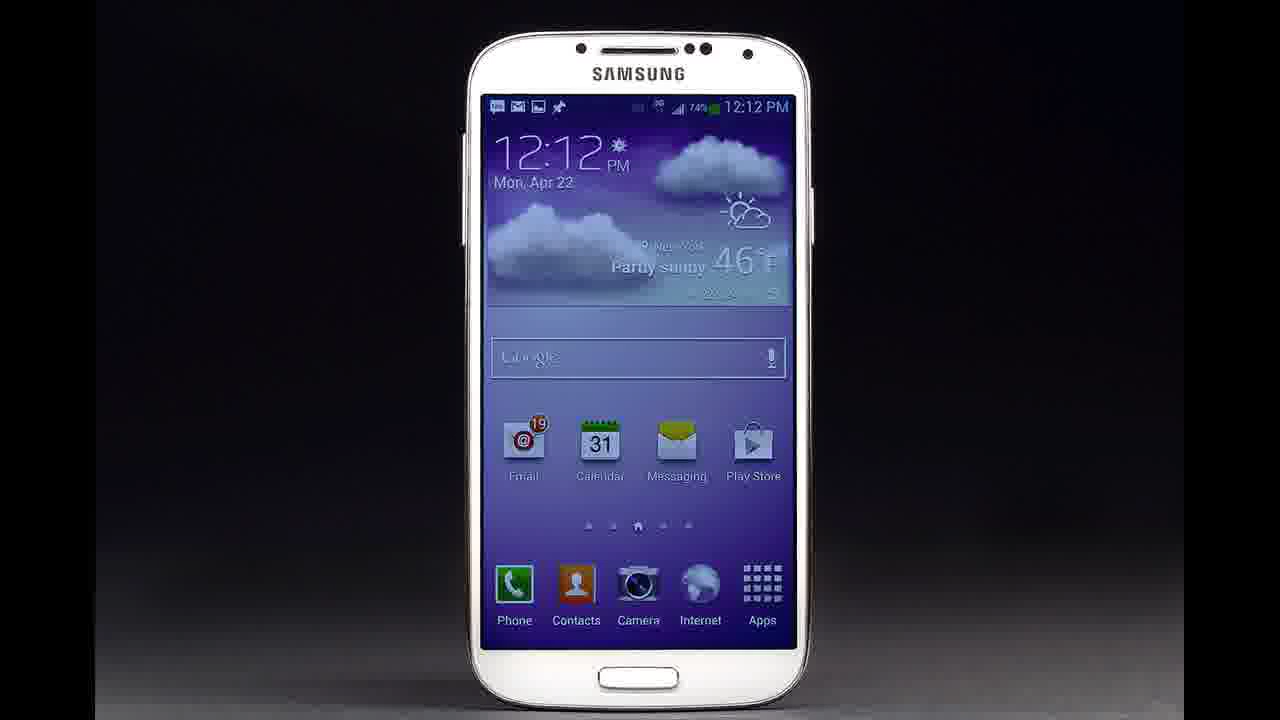 SAMSUNG
74% 12:12 PM
12:12 PM
Mon, Apr 22
New York
Partly sunny 46°F
Google
19
31
Email Calendar Messaging Play Store
Phone Contacts Camera Internet Apps